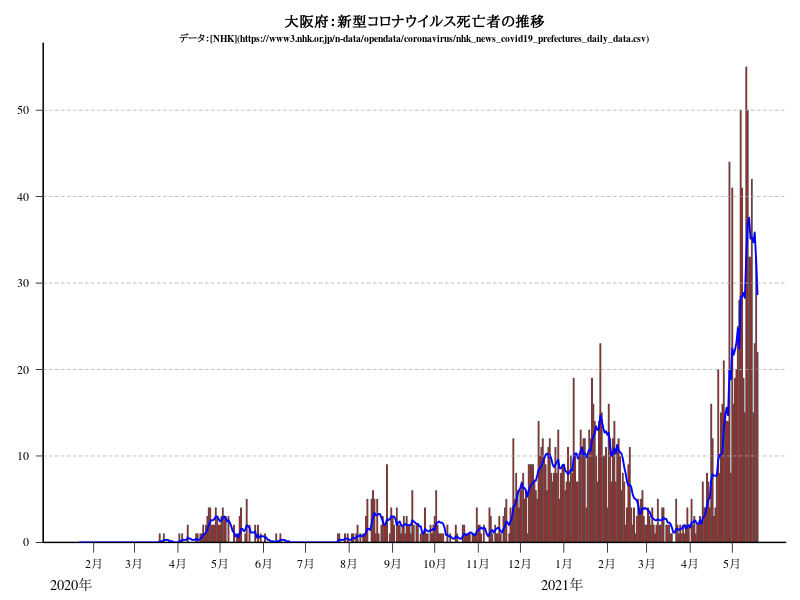 大阪府：新型コロナウイルス死亡者の推移
データ：[NHK](https://www3.nhk.or.jp/n-data/opendata/coronavirus/nhk_news_covid19_prefectures_daily_data.csv)
50
40
30
20
10
0
2月 3月 4月 5月 6月 7月 8月 9月 10月 11月 12月 1月 2月 3月 4月 5月
2020年 2021年